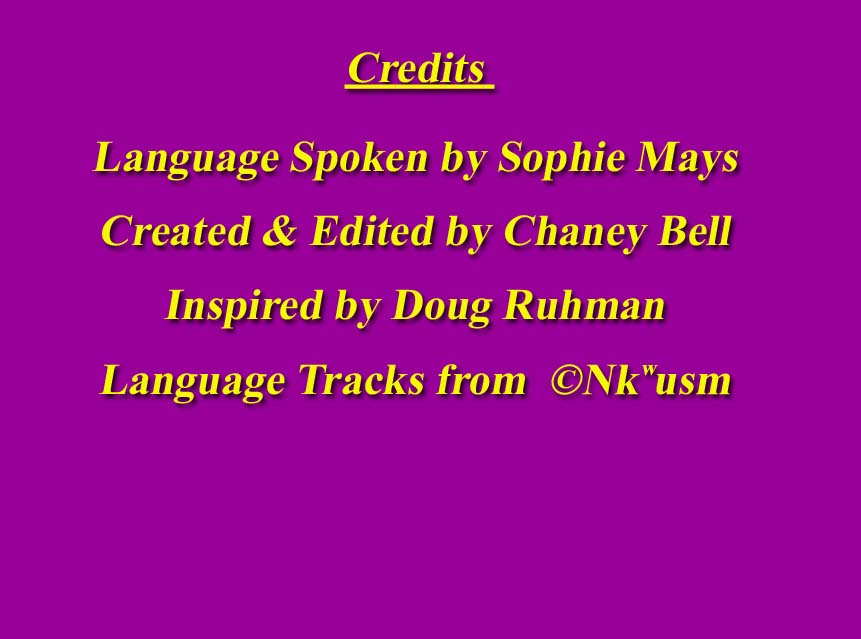 Credits
Language Spoken by Sophie Mays
Created & Edited by Chaney Bell
Inspired by Doug Ruhman
Language Tracks from ©Nkʷusm